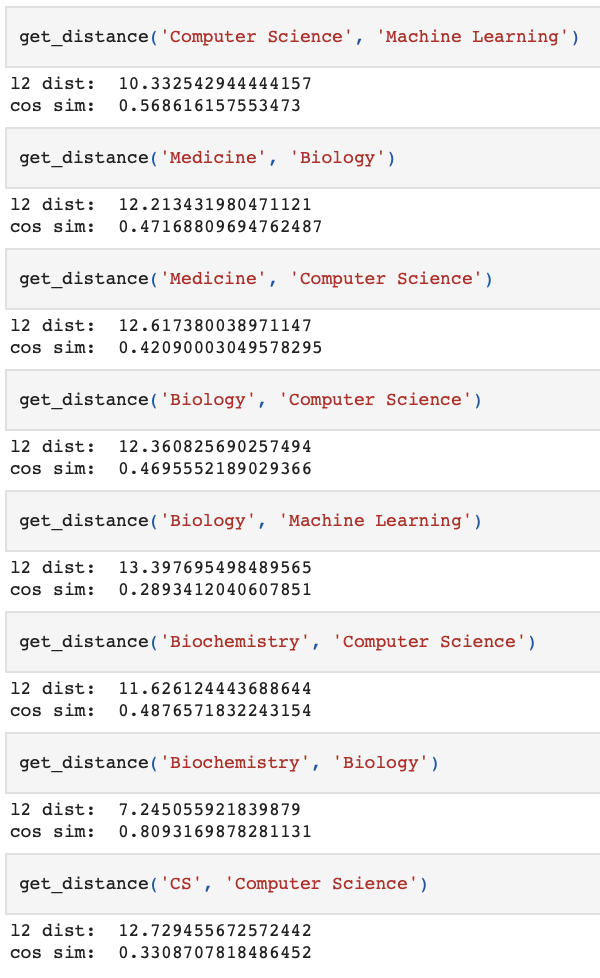 get_distance('Computer Science', 'Machine Learning')
l2 dist:  10.332542944444157
cos sim:  0.568616157553473
get_distance('Medicine', 'Biology')
l2 dist:  12.213431980471121
cos sim:  0.47168809694762487
get_distance('Medicine', 'Computer Science')
l2 dist:  12.617380038971147
cos sim:  0.42090003049578295
get_distance('Biology', 'Computer Science')
l2 dist:  12.360825690257494
cos sim:  0.4695552189029366
get_distance('Biology', 'Machine Learning')
l2 dist:  13.397695498489565
cos sim:  0.2893412040607851
get_distance('Biochemistry', 'Computer Science')
l2 dist:  11.626124443688644
cos sim:  0.4876571832243154
get_distance('Biochemistry', 'Biology')
l2 dist:  7.245055921839879
cos sim:  0.8093169878281131
get_distance('CS', 'Computer Science')
l2 dist:  12.729455672572442
cos sim:  0.3308707818486452